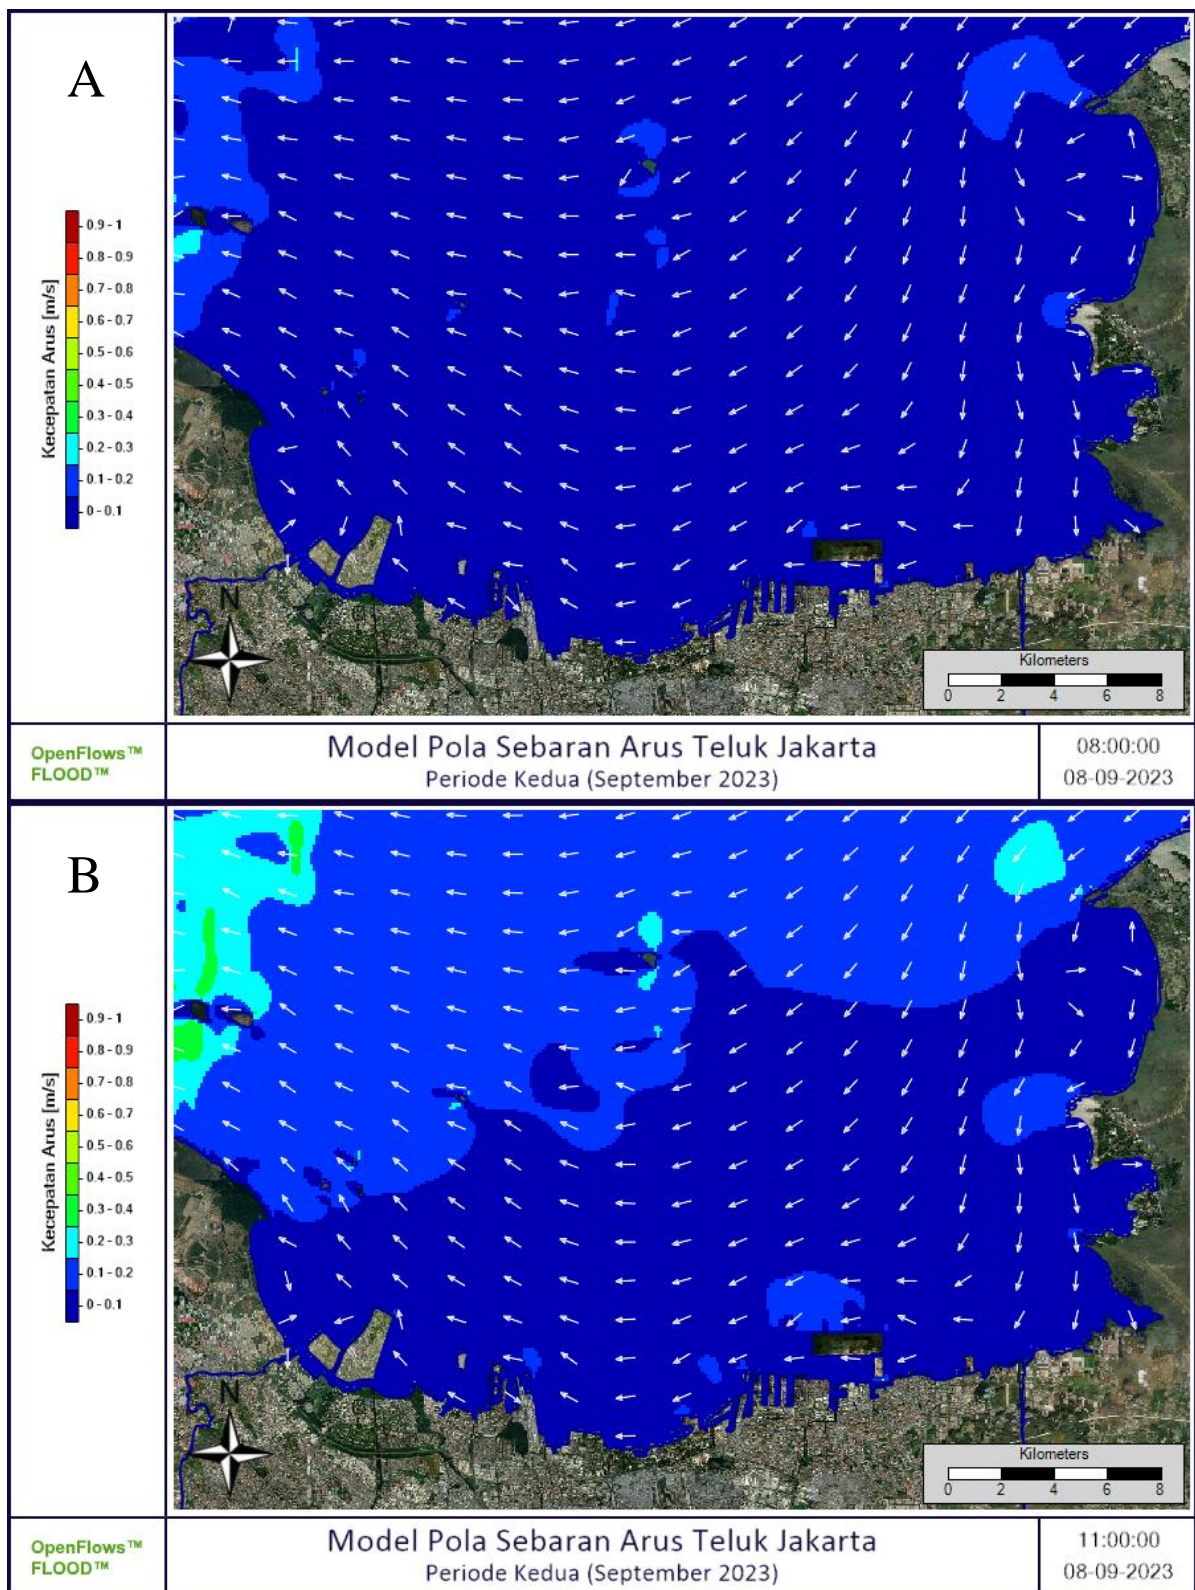 A
Kecepatan Arus [m/s]
0.9 - 1
0.8 - 0.9
0.7 - 0.8
0.6 - 0.7
0.5 - 0.6
0.4 - 0.5
0.3 - 0.4
0.2 - 0.3
0.1 - 0.2
0 - 0.1
N
Kilometers
0 2 4 6 8
OpenFlows™
FLOOD™
Model Pola Sebaran Arus Teluk Jakarta
Periode Kedua (September 2023)
08:00:00
08-09-2023
B
Kecepatan Arus [m/s]
0.9 - 1
0.8 - 0.9
0.7 - 0.8
0.6 - 0.7
0.5 - 0.6
0.4 - 0.5
0.3 - 0.4
0.2 - 0.3
0.1 - 0.2
0 - 0.1
N
Kilometers
0 2 4 6 8
OpenFlows™
FLOOD™
Model Pola Sebaran Arus Teluk Jakarta
Periode Kedua (September 2023)
11:00:00
08-09-2023